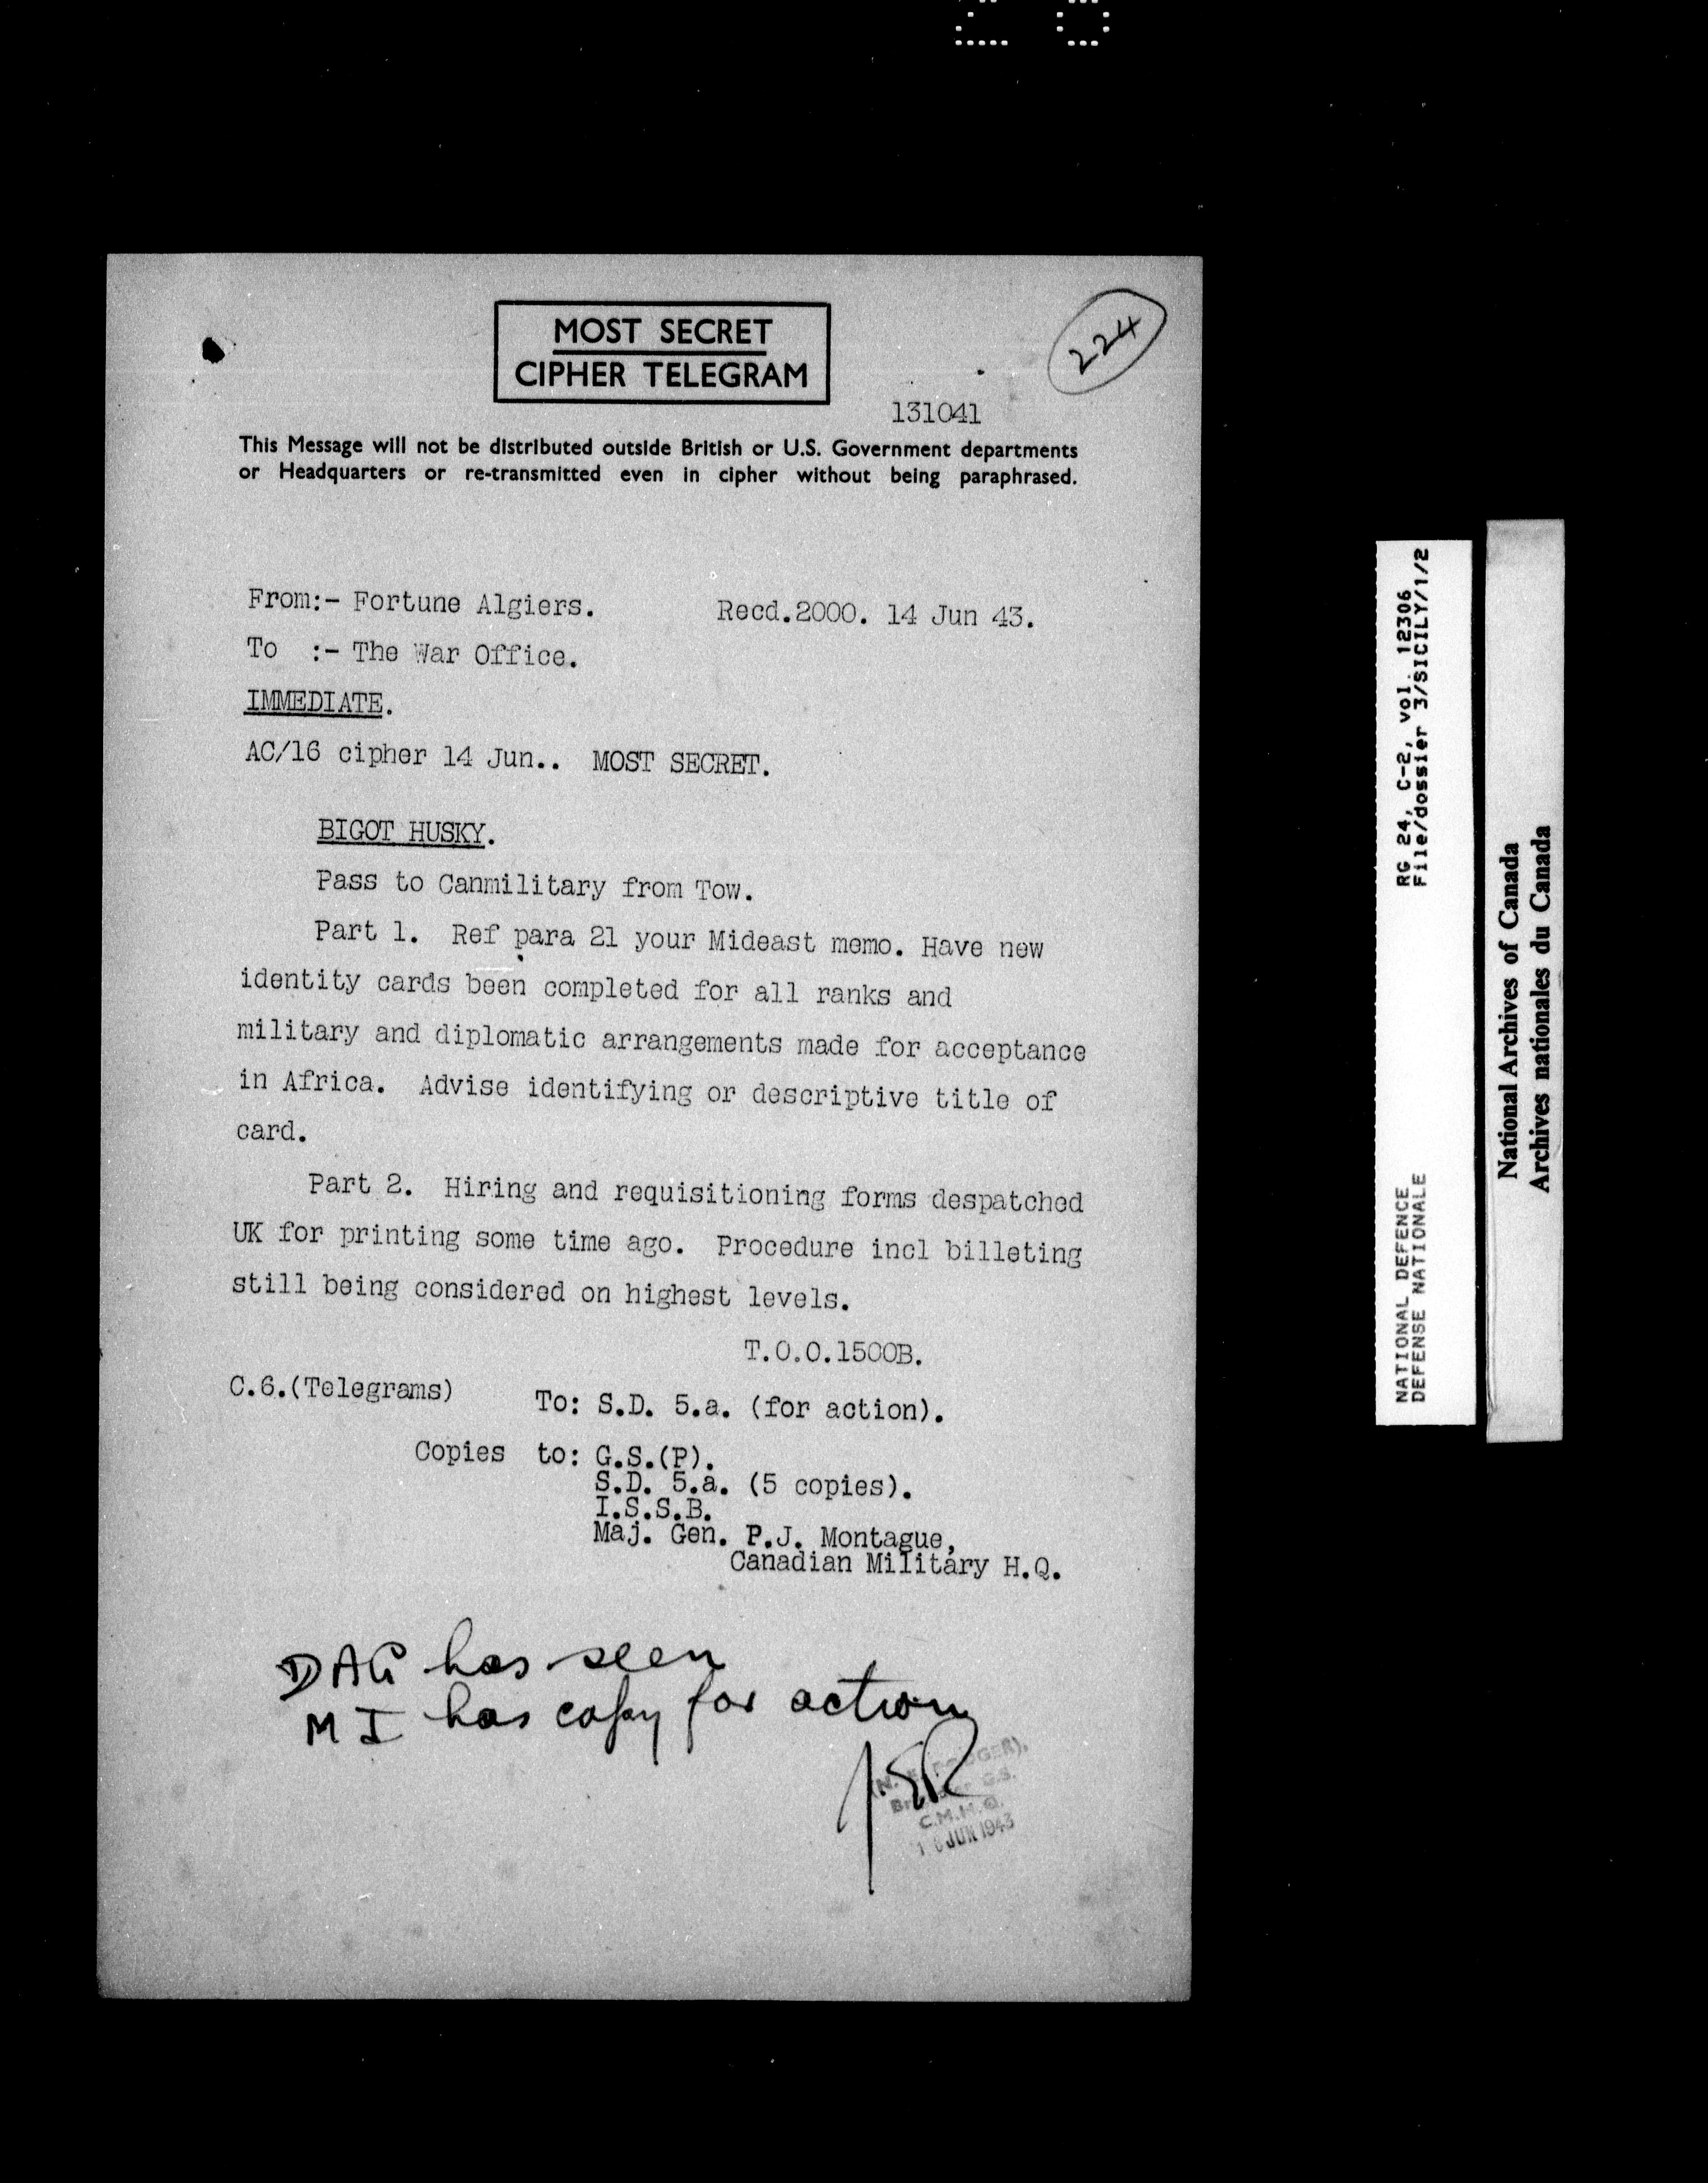 MOST SECRET
CIPHER TELEGRAM
224
131041
This Message will not be distributed outside British or U.S. Government departments
or Headquarters or re-transmitted even in cipher without being paraphrased.
From:- Fortune Algiers. Recd.2000. 14 Jun 43.
To :- The War Office.
IMMEDIATE.
AC/16 cipher 14 Jun.. MOST SECRET.
BIGOT HUSKY.
Pass to Canmilitary from Tow.
Part 1. Ref para 21 your Mideast memo. Have new
identity cards been completed for all ranks and
military and diplomatic arrangements made for acceptance
in Africa. Advise identifying or descriptive title of
card.
Part 2. Hiring and requisitioning forms despatched
UK for printing some time ago. Procedure incl billeting
still being considered on highest levels.
T.O.O.1500B.
C.6.(Telegrams) To: S.D. 5.a. (for action).
Copies to: G.S.(P).
S.D. 5.a. (5 copies).
I.S.S.B.
Maj. Gen. P.J. Montague,
Canadian Military H.Q.
DAG has seen
MI has copy for action
G.S.
C.M.H.Q.
JUN 1943
RG 24, C-2, vol. 12306
File/dossier 3/SICILY/1/2
NATIONAL DEFENCE
DEFENSE NATIONALE
National Archives of Canada
Archives nationales du Canada